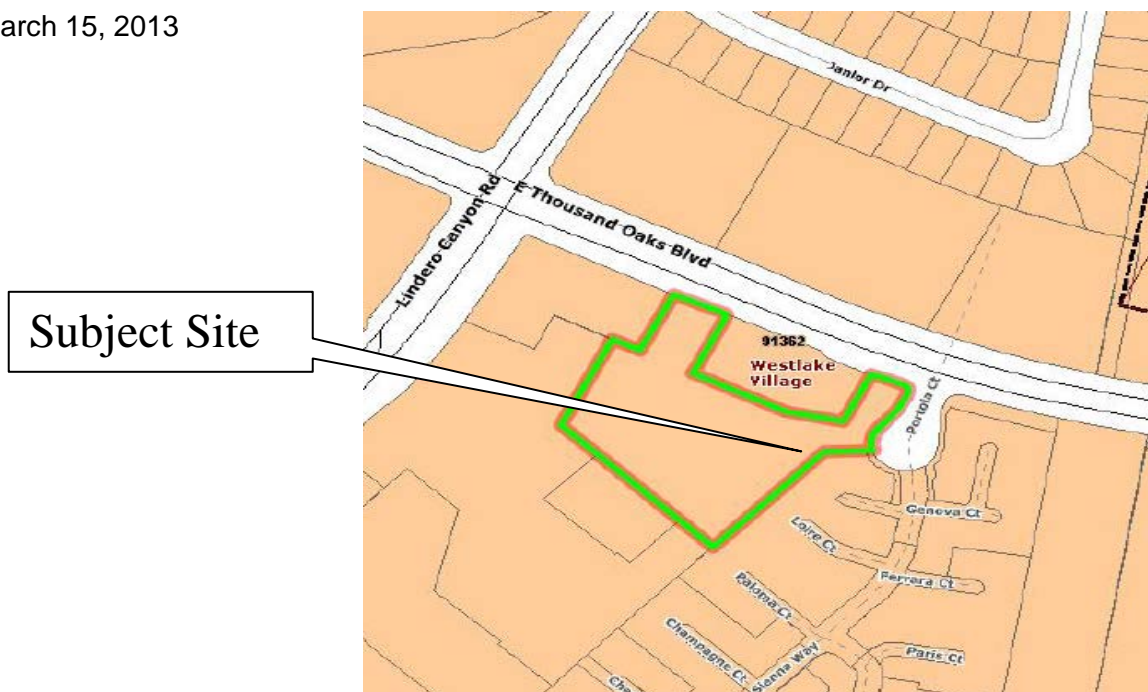 arch 15, 2013
Janlor Dr
Lindero Canyon Rd
E Thousand Oaks Blvd
Subject Site
91362
Westlake
Village
Portola Ct
Geneva Ct
Loire Ct
Ferrara Ct
Paloma Ct
Champagne Ct
Sienna Way
Paris Ct